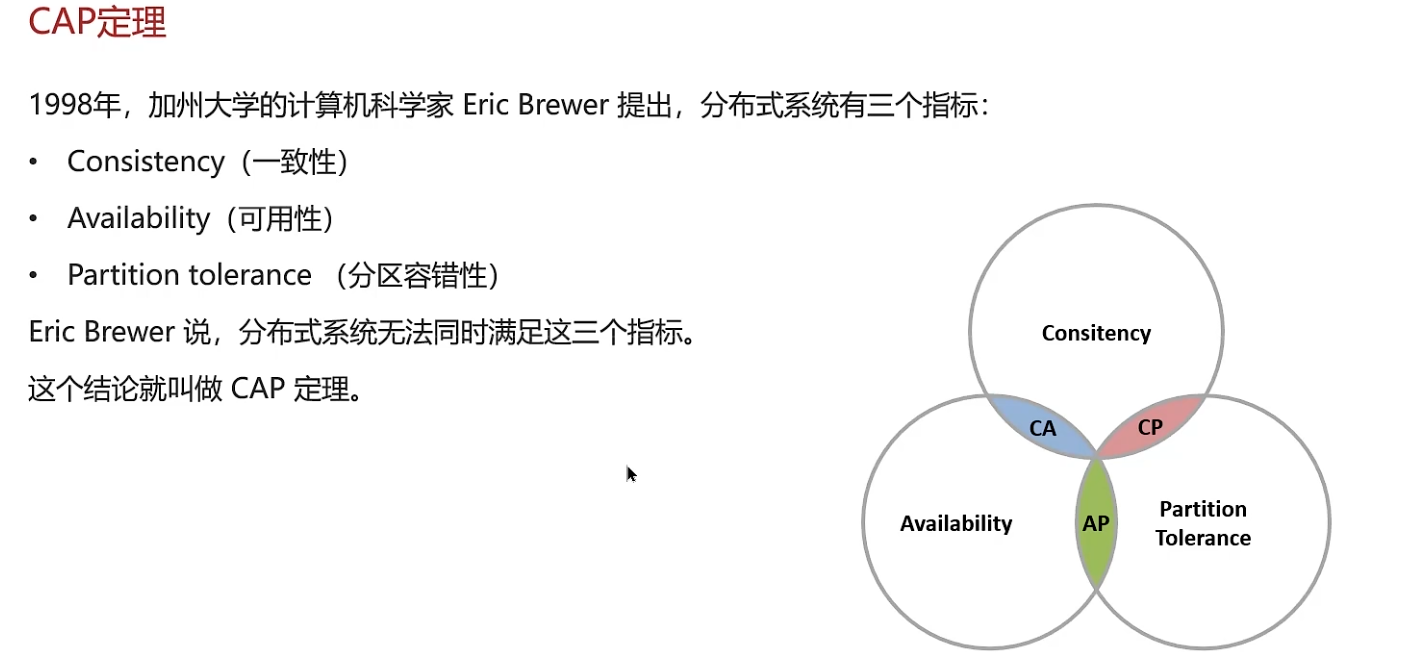 CAP定理
1998年，加州大学的计算机科学家 Eric Brewer 提出，分布式系统有三个指标：
• Consistency（一致性）
• Availability（可用性）
• Partition tolerance （分区容错性）
Eric Brewer 说，分布式系统无法同时满足这三个指标。
这个结论就叫做 CAP 定理。
Consitency
CA
CP
Availability
AP
Partition
Tolerance